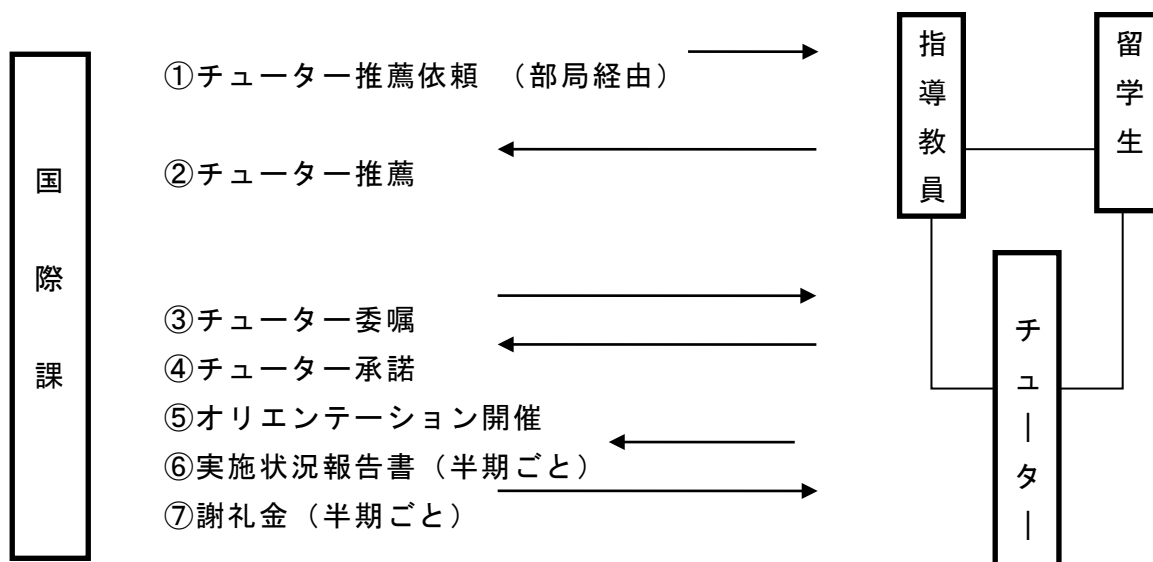 国際課
①チューター推薦依頼 （部局経由）
②チューター推薦
③チューター委嘱
④チューター承諾
⑤オリエンテーション開催
⑥実施状況報告書（半期ごと）
⑦謝礼金（半期ごと）
指導教員
留学生
チューター